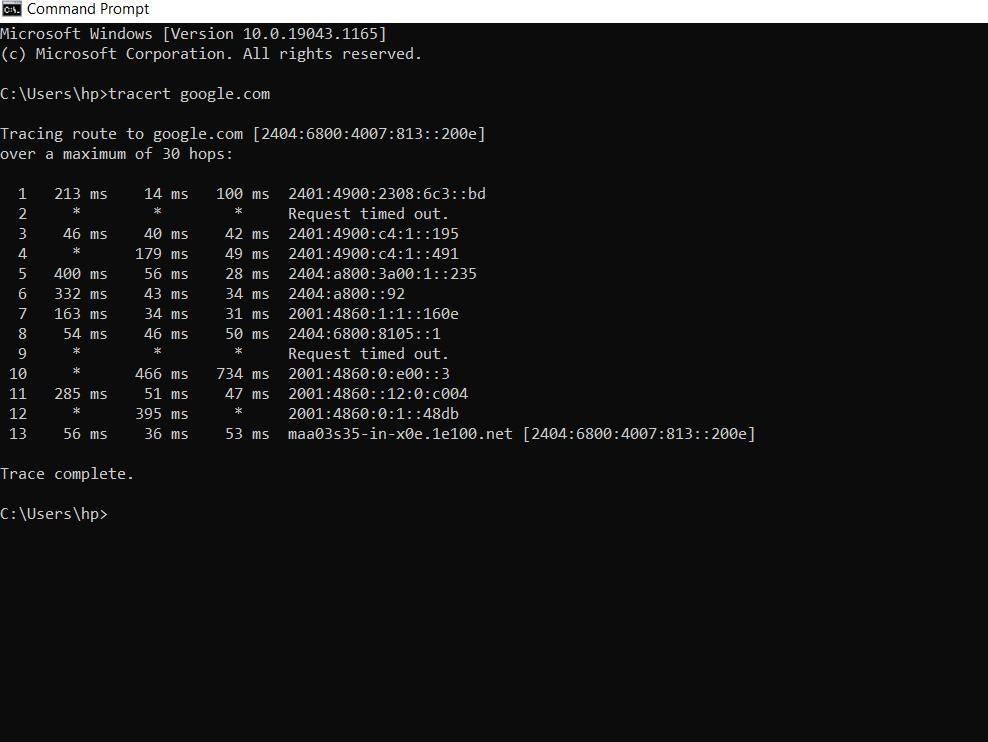 Command Prompt
Microsoft Windows [Version 10.0.19043.1165]
(c) Microsoft Corporation. All rights reserved.
C:\Users\hp>tracert google.com
Tracing route to google.com [2404:6800:4007:813::200e]
over a maximum of 30 hops:
1 213 ms 14 ms 100 ms 2401:4900:2308:6c3::bd
2 * * * Request timed out.
3 46 ms 40 ms 42 ms 2401:4900:c4:1::195
4 * 179 ms 49 ms 2401:4900:c4:1::491
5 400 ms 56 ms 28 ms 2404:a800:3a00:1::235
6 332 ms 43 ms 34 ms 2404:a800::92
7 163 ms 34 ms 31 ms 2001:4860:1:1::160e
8 54 ms 46 ms 50 ms 2404:6800:8105::1
9 * * * Request timed out.
10 * 466 ms 734 ms 2001:4860:0:e00::3
11 285 ms 51 ms 47 ms 2001:4860::12:0:c004
12 * 395 ms * 2001:4860:0:1::48db
13 56 ms 36 ms 53 ms maa03s35-in-x0e.1e100.net [2404:6800:4007:813::200e]
Trace complete.
C:\Users\hp>